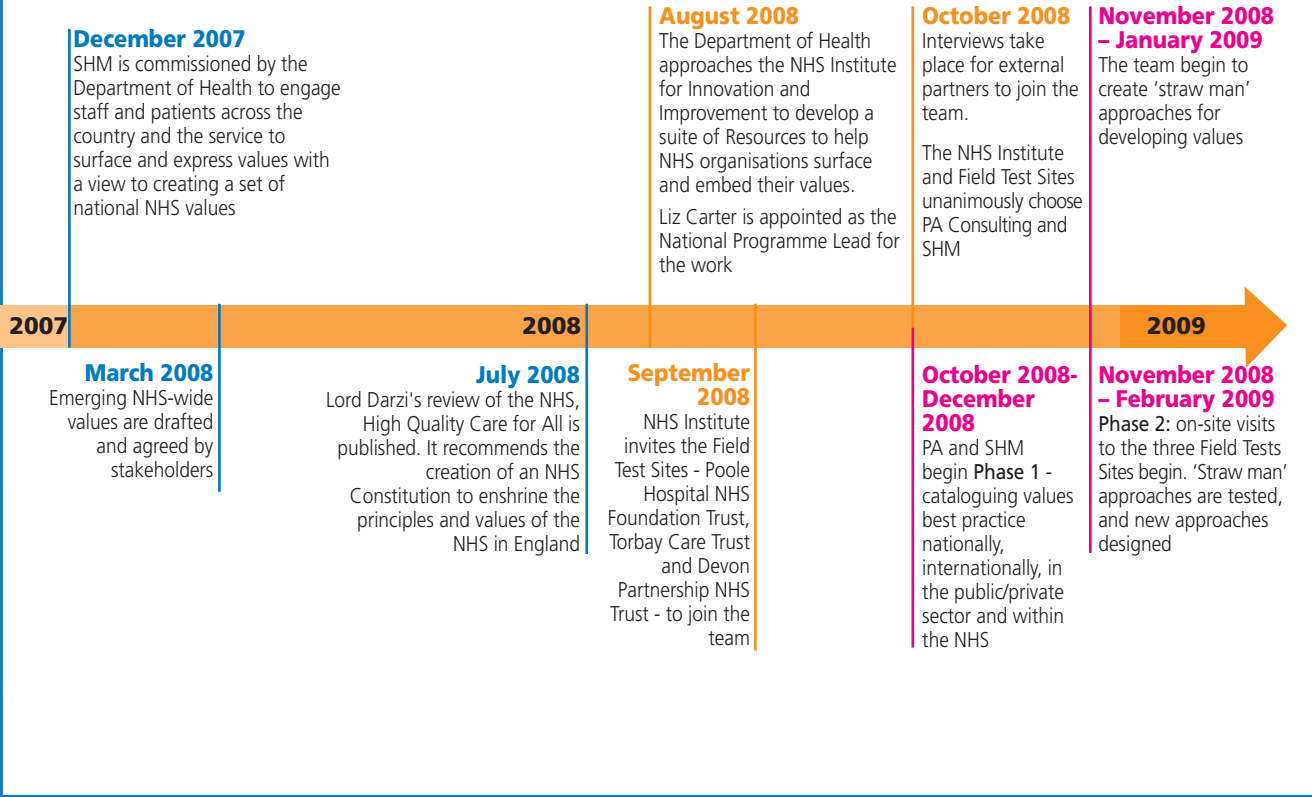 December 2007
SHM is commissioned by the
Department of Health to engage
staff and patients across the
country and the service to
surface and express values with
a view to creating a set of
national NHS values
August 2008
The Department of Health
approaches the NHS Institute
for Innovation and
Improvement to develop a
suite of Resources to help
NHS organisations surface
and embed their values.
Liz Carter is appointed as the
National Programme Lead for
the work
October 2008
Interviews take
place for external
partners to join the
team.
The NHS Institute
and Field Test Sites
unanimously choose
PA Consulting and
SHM
November 2008
– January 2009
The team begin to
create ‘straw man’
approaches for
developing values
2007
2008
2009
March 2008
Emerging NHS-wide
values are drafted
and agreed by
stakeholders
July 2008
Lord Darzi's review of the NHS,
High Quality Care for All is
published. It recommends the
creation of an NHS
Constitution to enshrine the
principles and values of the
NHS in England
September
2008
NHS Institute
invites the Field
Test Sites - Poole
Hospital NHS
Foundation Trust,
Torbay Care Trust
and Devon
Partnership NHS
Trust - to join the
team
October 2008-
December
2008
PA and SHM
begin Phase 1 -
cataloguing values
best practice
nationally,
internationally, in
the public/private
sector and within
the NHS
November 2008
– February 2009
Phase 2: on-site visits
to the three Field Tests
Sites begin. ‘Straw man’
approaches are tested,
and new approaches
designed